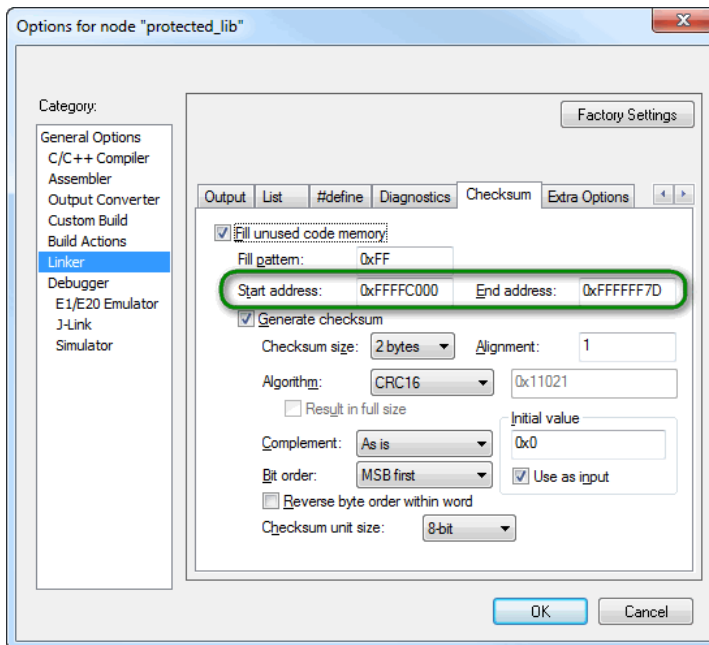 Options for node "protected_lib"
Category:
Factory Settings
General Options
C/C++ Compiler
Assembler
Output Converter
Custom Build
Build Actions
Linker
Debugger
E1/E20 Emulator
J-Link
Simulator
Output List #define Diagnostics Checksum Extra Options
Fill unused code memory
Fill pattern: 0xFF
Start address: 0xFFFFC000 End address: 0xFFFFFF7D
Generate checksum
Checksum size: 2 bytes Alignment: 1
Algorithm: CRC16 0x11021
Result in full size
Initial value
Complement: As is 0x0
Bit order: MSB first Use as input
Reverse byte order within word
Checksum unit size: 8-bit
OK Cancel